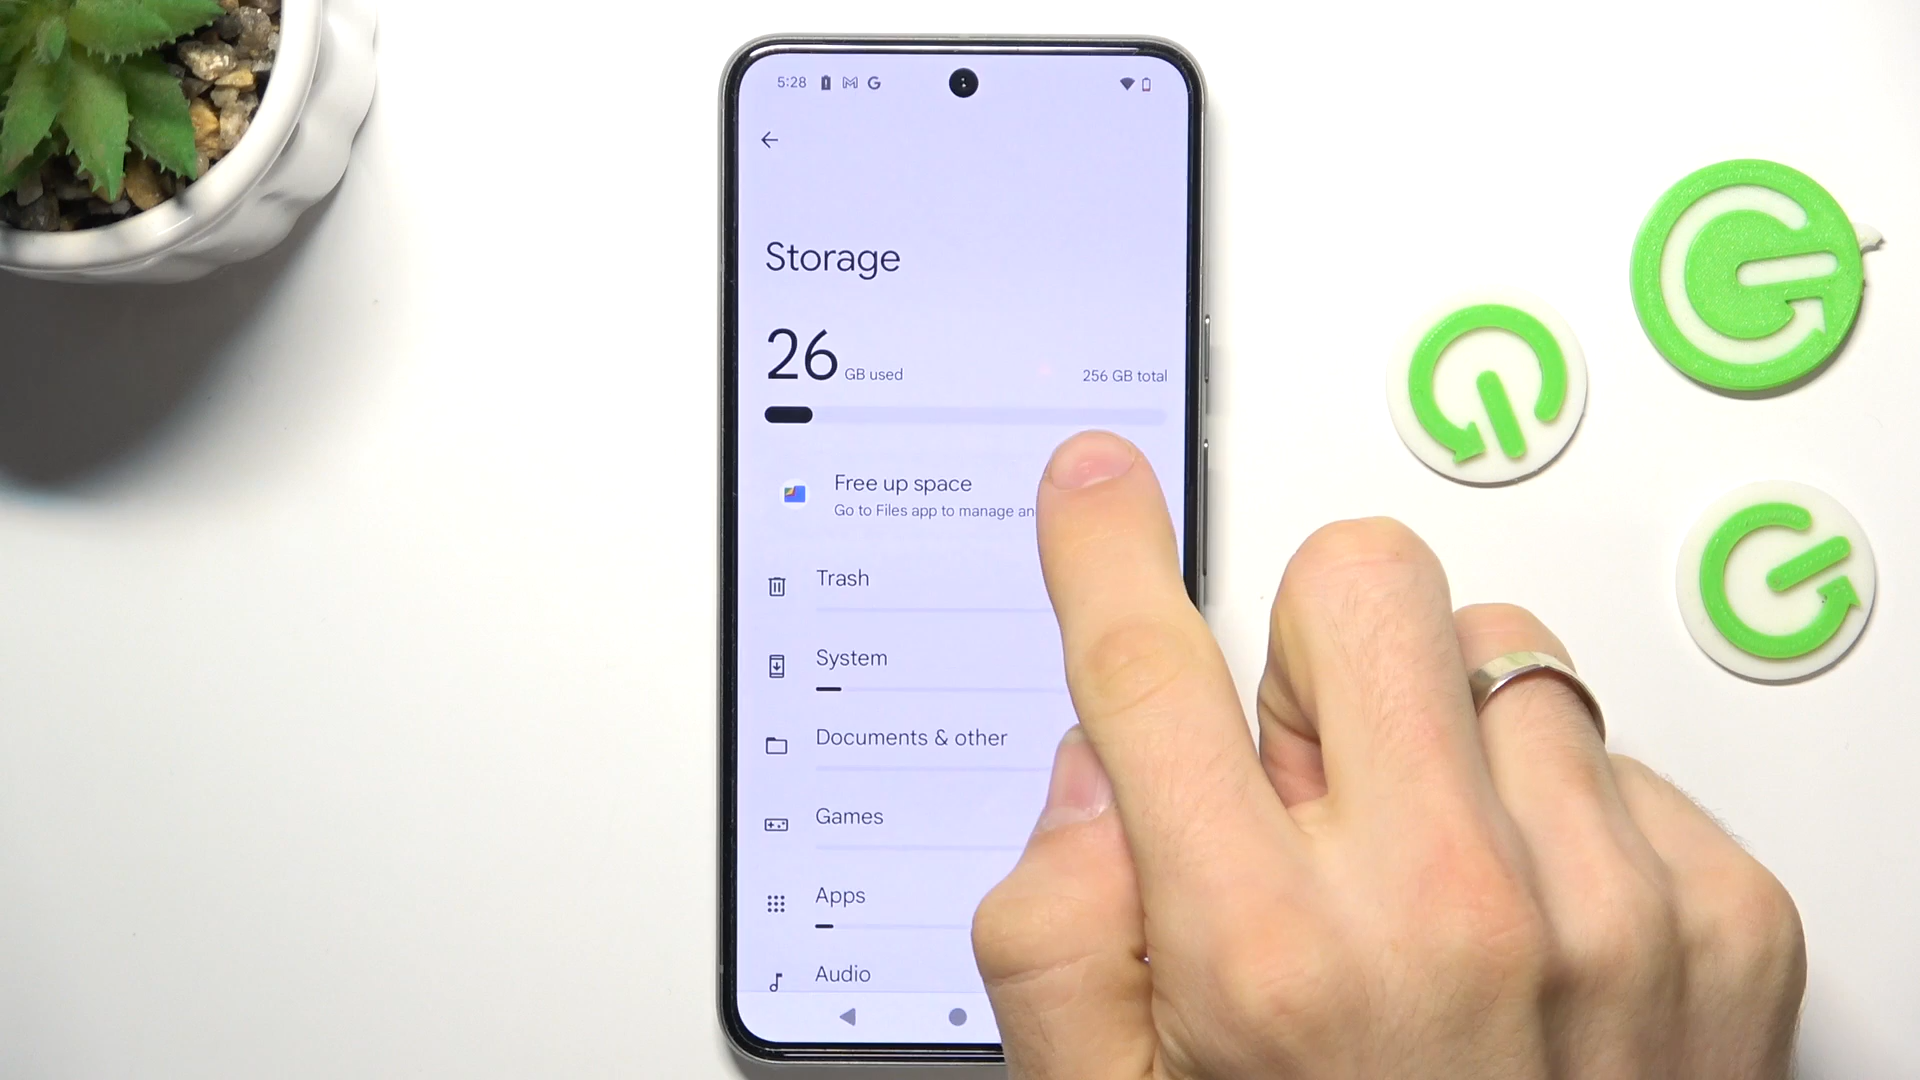 5:28
Storage
26 GB used
256 GB total
Free up space
Go to Files app to manage
Trash
System
Documents & other
Games
Apps
Audio